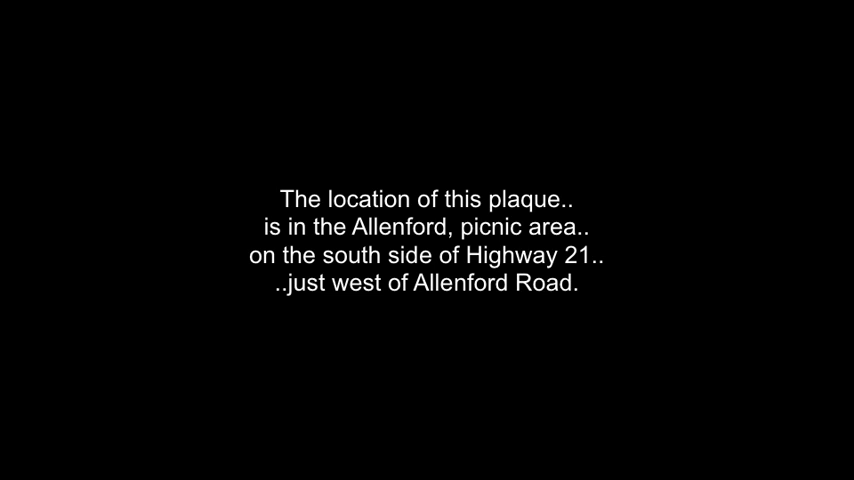 The location of this plaque..
is in the Allenford, picnic area..
on the south side of Highway 21..
..just west of Allenford Road.